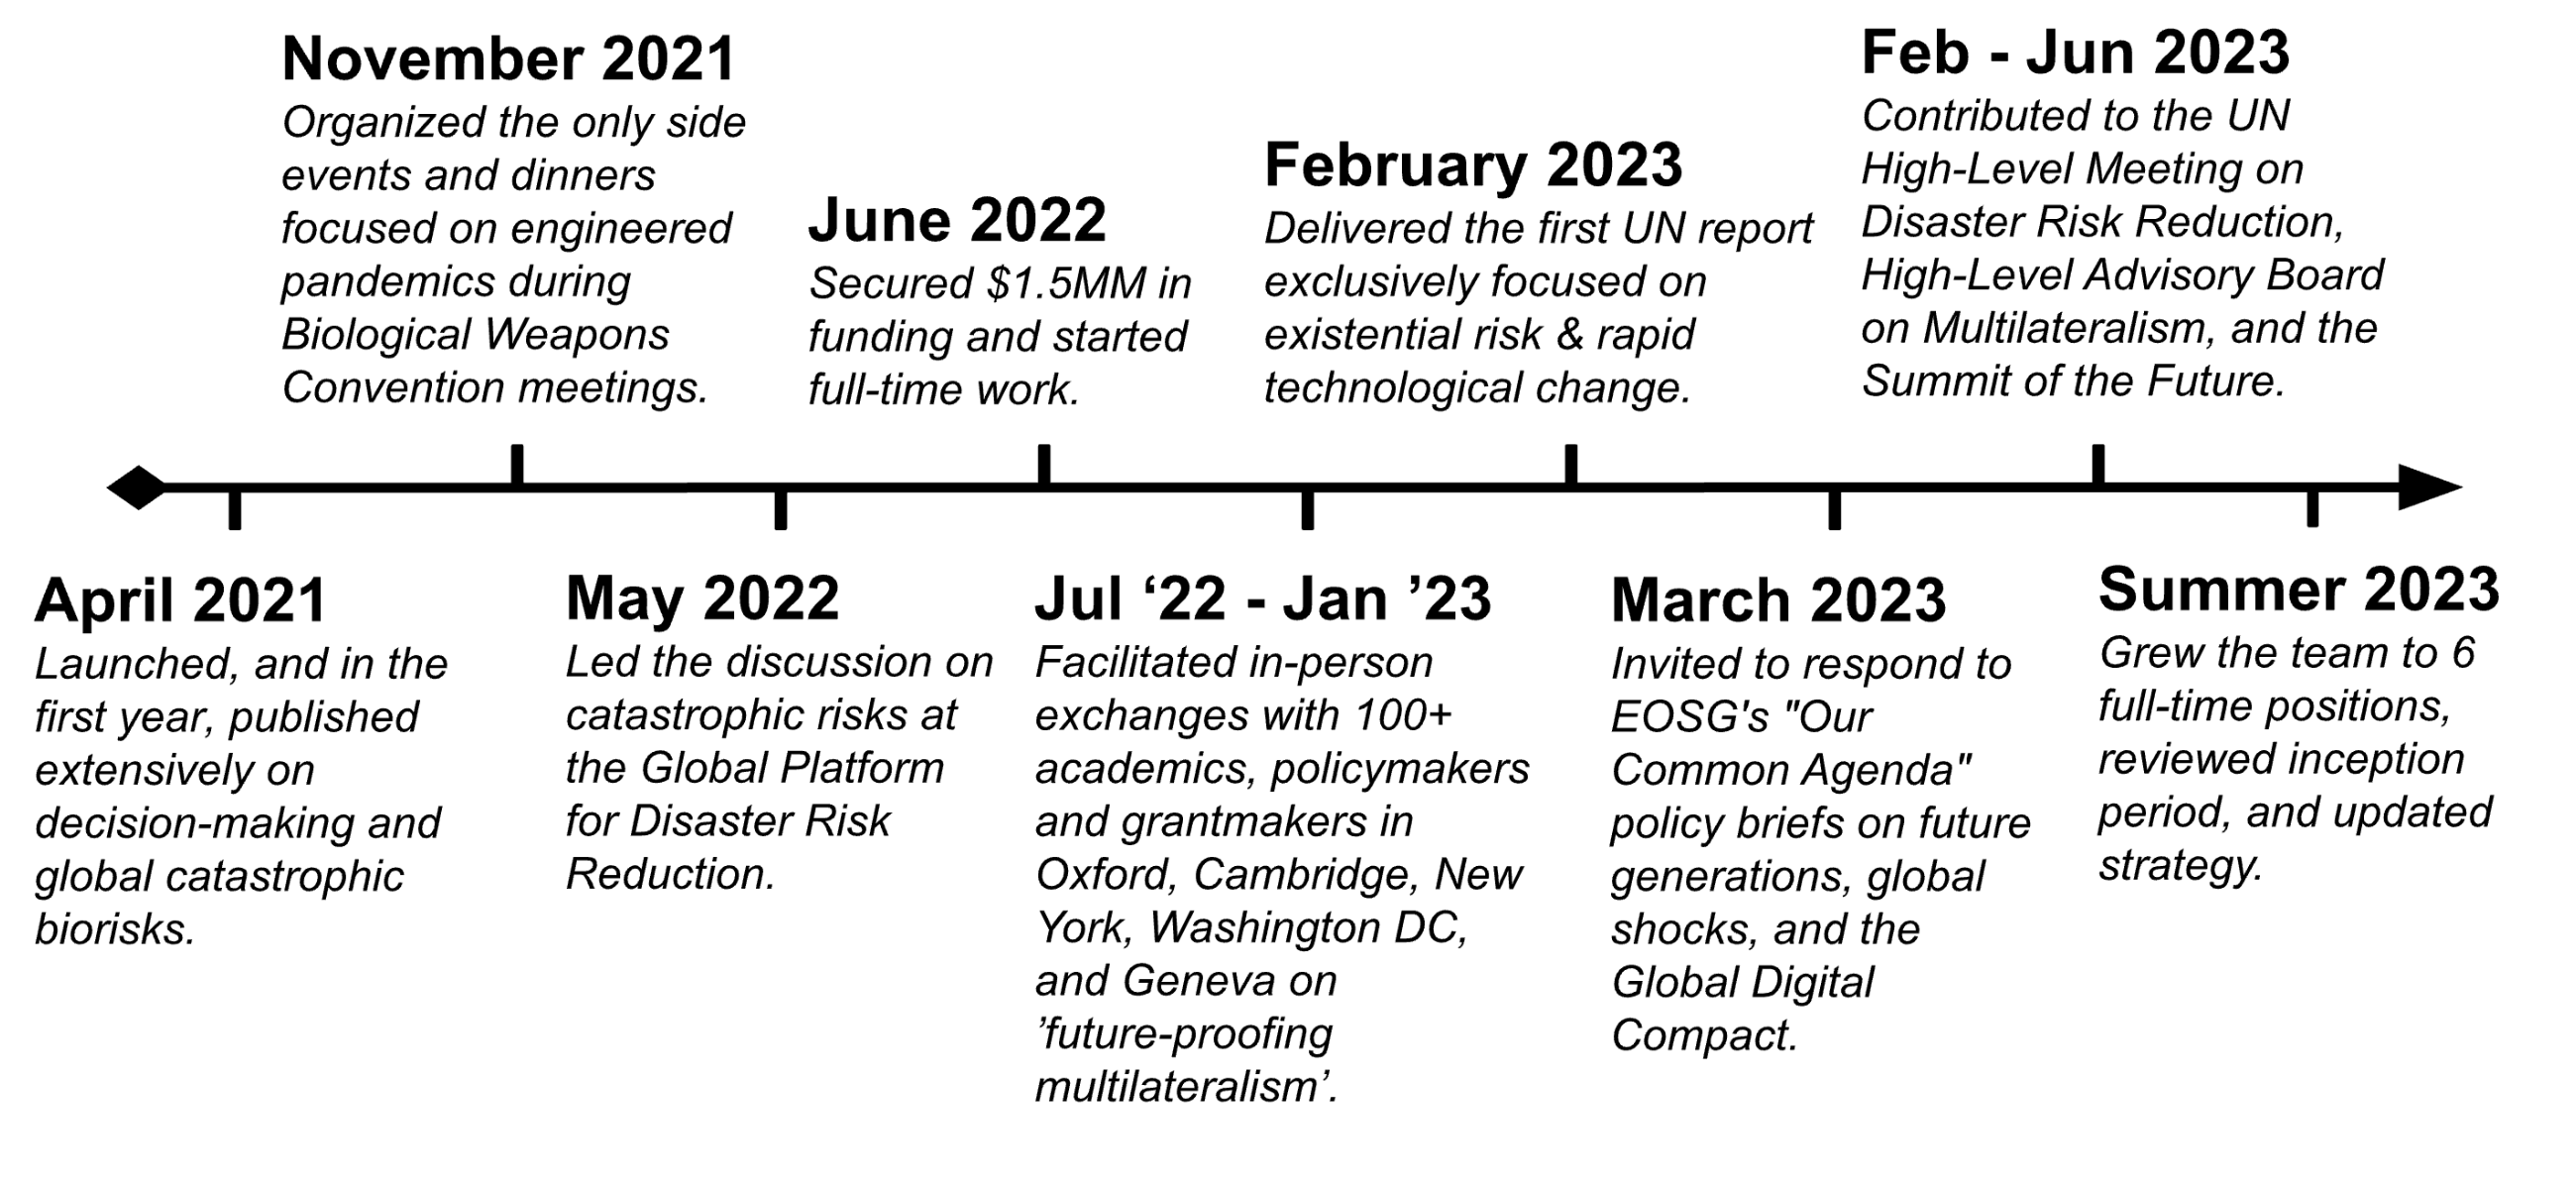 November 2021
Organized the only side
events and dinners
focused on engineered
pandemics during
Biological Weapons
Convention meetings.
June 2022
Secured $1.5MM in
funding and started
full-time work.
February 2023
Delivered the first UN report
exclusively focused on
existential risk & rapid
technological change.
Feb - Jun 2023
Contributed to the UN
High-Level Meeting on
Disaster Risk Reduction,
High-Level Advisory Board
on Multilateralism, and the
Summit of the Future.
April 2021
Launched, and in the
first year, published
extensively on
decision-making and
global catastrophic
biorisks.
May 2022
Led the discussion on
catastrophic risks at
the Global Platform
for Disaster Risk
Reduction.
Jul ‘22 - Jan ’23
Facilitated in-person
exchanges with 100+
academics, policymakers
and grantmakers in
Oxford, Cambridge, New
York, Washington DC,
and Geneva on
’future-proofing
multilateralism’.
March 2023
Invited to respond to
EOSG's "Our
Common Agenda"
policy briefs on future
generations, global
shocks, and the
Global Digital
Compact.
Summer 2023
Grew the team to 6
full-time positions,
reviewed inception
period, and updated
strategy.